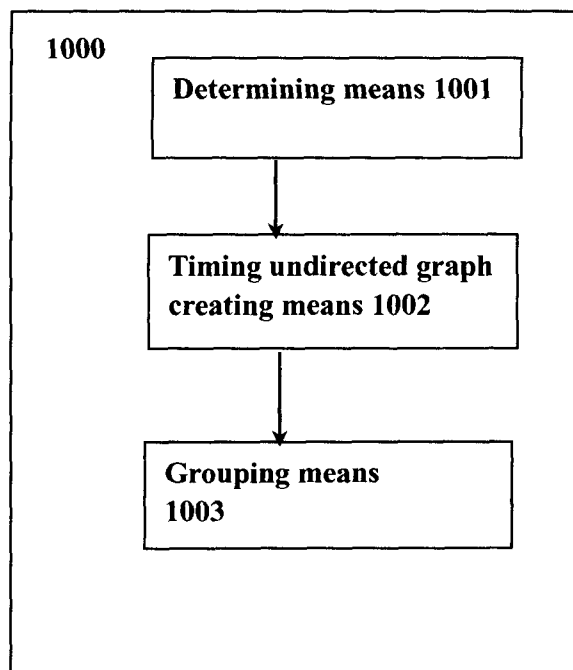 1000
Determining means 1001
Timing undirected graph
creating means 1002
Grouping means
1003